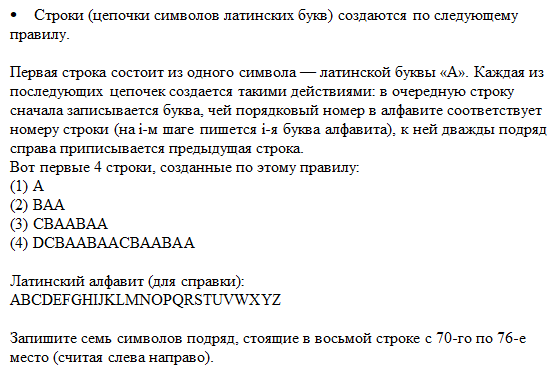 • Строки (цепочки символов латинских букв) создаются по следующему
правилу.
Первая строка состоит из одного символа — латинской буквы «А». Каждая из
последующих цепочек создается такими действиями: в очередную строку
сначала записывается буква, чей порядковый номер в алфавите соответствует
номеру строки (на i-м шаге пишется i-я буква алфавита), к ней дважды подряд
справа приписывается предыдущая строка.
Вот первые 4 строки, созданные по этому правилу:
(1) A
(2) BAA
(3) CBAABAA
(4) DCBAABAACBAABAA
Латинский алфавит (для справки):
ABCDEFGHIJKLMNOPQRSTUVWXYZ
Запишите семь символов подряд, стоящие в восьмой строке с 70-го по 76-е
место (считая слева направо).